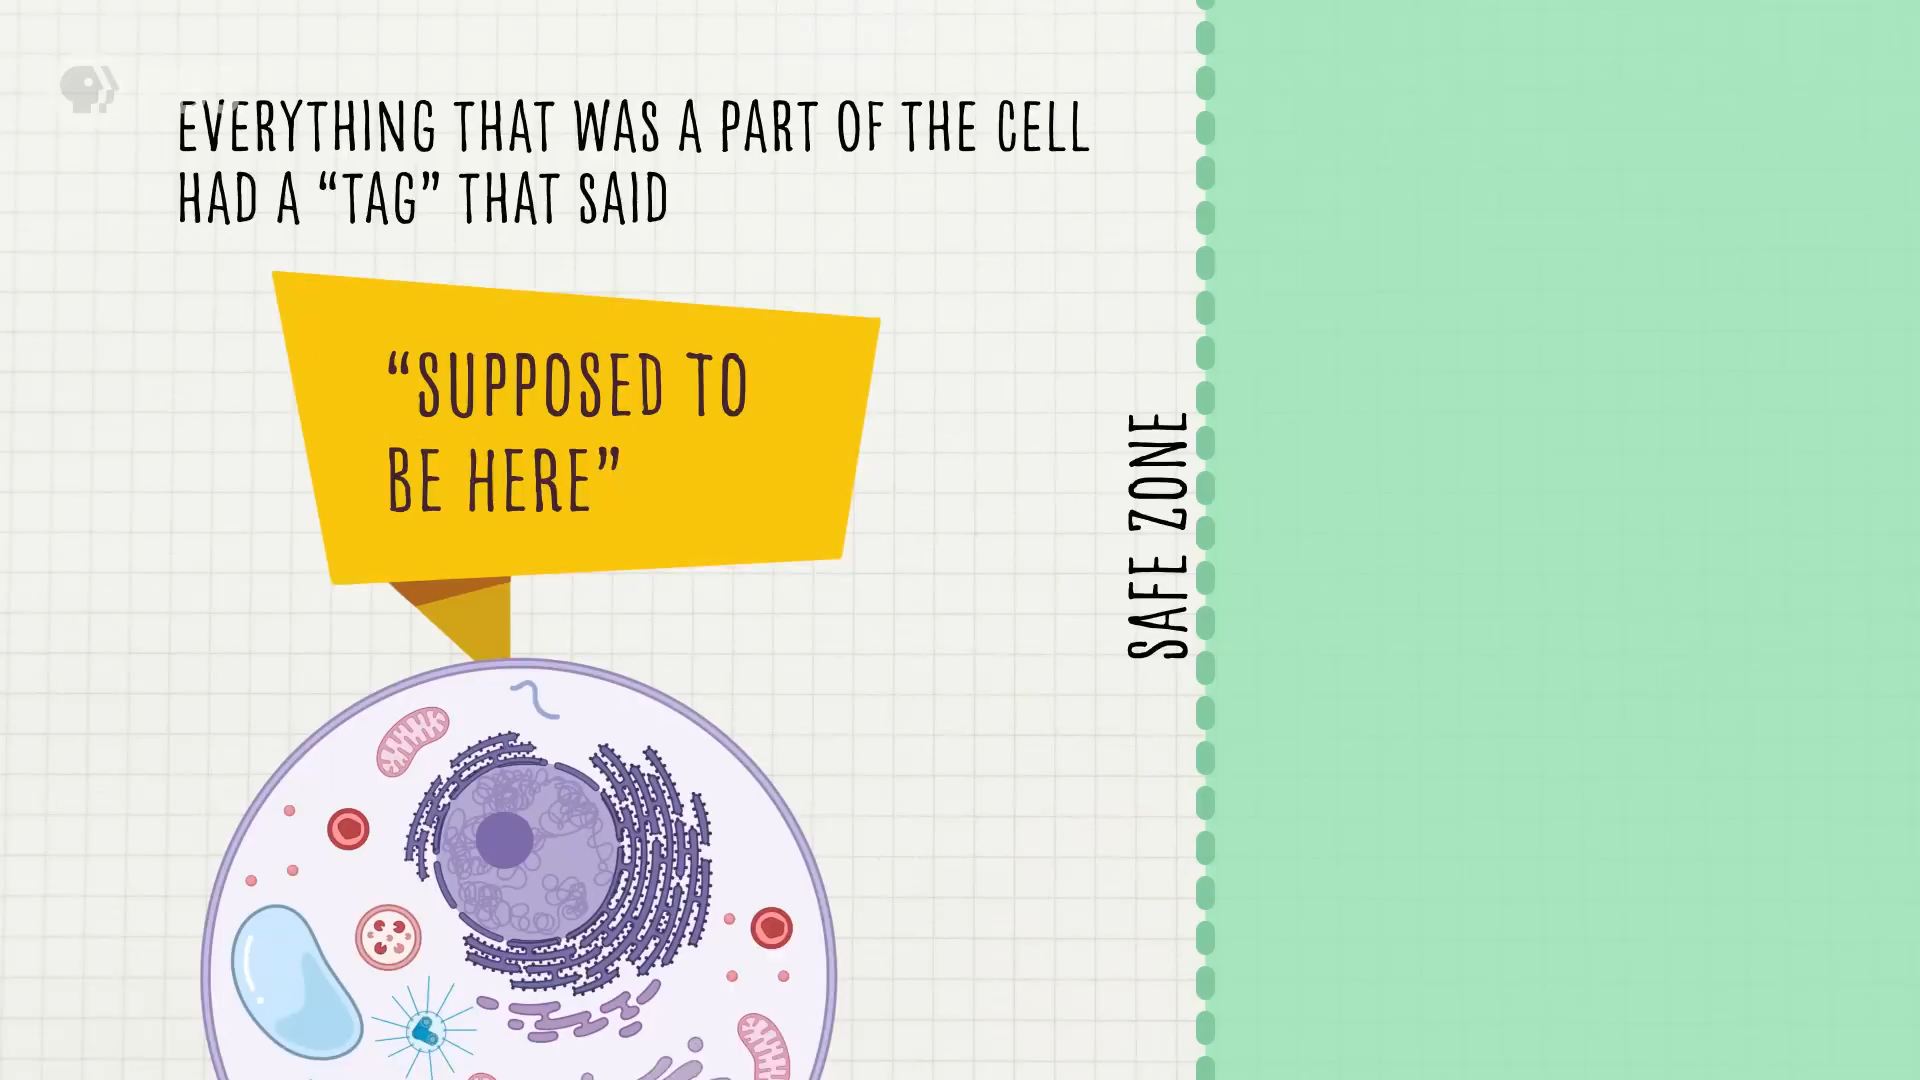 EVERYTHING THAT WAS A PART OF THE CELL
HAD A “TAG” THAT SAID
“SUPPOSED TO
BE HERE”
SAFE ZONE